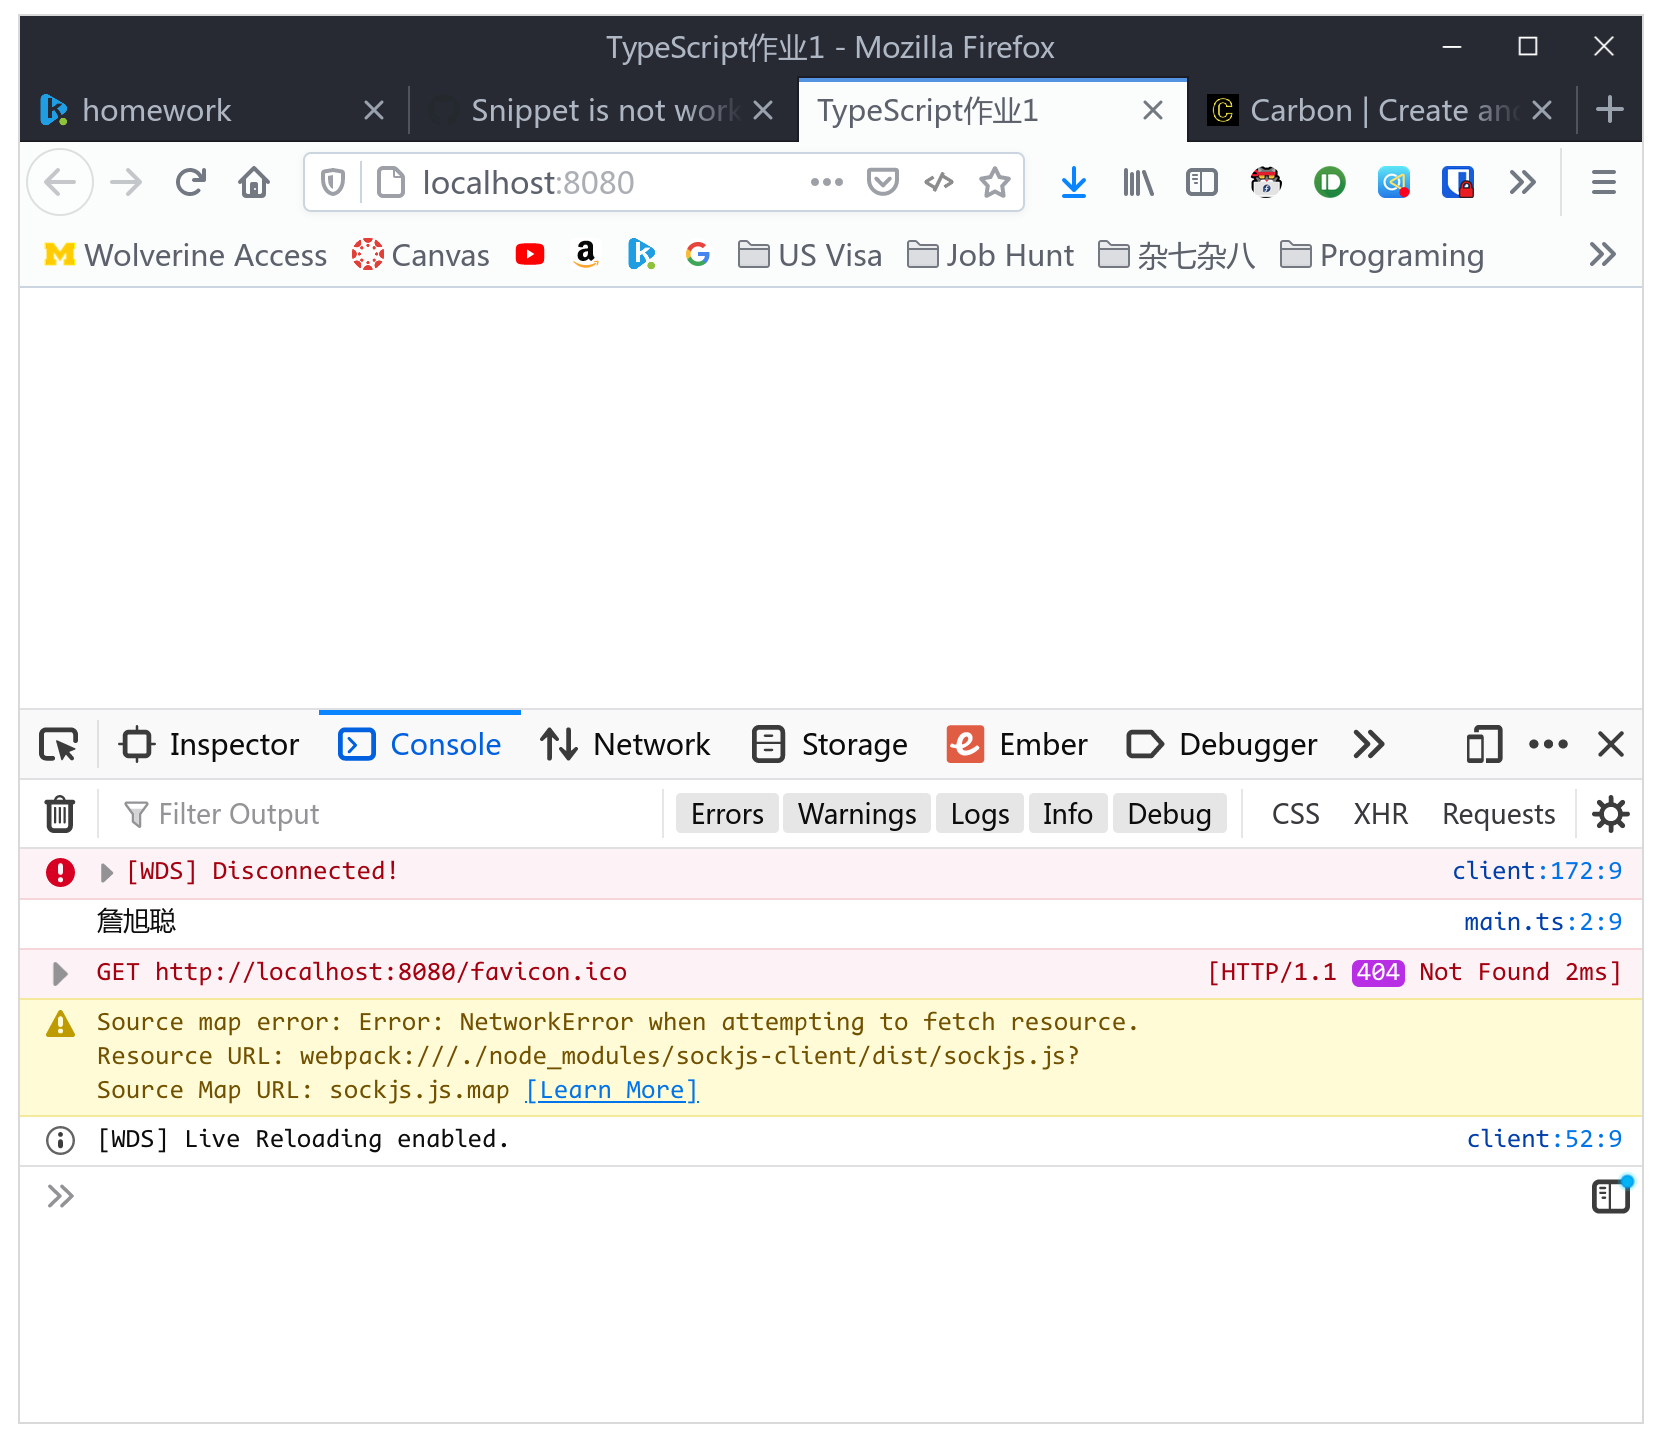 TypeScript作业1 - Mozilla Firefox
homework
Snippet is not work
TypeScript作业1
Carbon | Create and
localhost:8080
Wolverine Access
Canvas
US Visa
Job Hunt
杂七杂八
Programing
Inspector
Console
Network
Storage
Ember
Debugger
Filter Output
Errors
Warnings
Logs
Info
Debug
CSS
XHR
Requests
[WDS] Disconnected! client:172:9
詹旭聪 main.ts:2:9
GET http://localhost:8080/favicon.ico [HTTP/1.1 404 Not Found 2ms]
Source map error: Error: NetworkError when attempting to fetch resource.
Resource URL: webpack:///./node_modules/sockjs-client/dist/sockjs.js?
Source Map URL: sockjs.js.map [Learn More]
[WDS] Live Reloading enabled. client:52:9